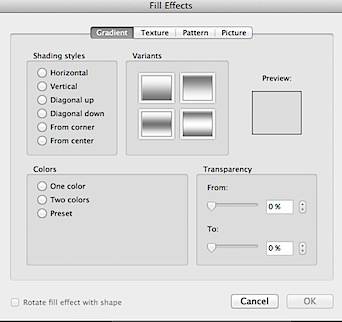 Fill Effects
Gradient Texture Pattern Picture
Shading styles
Horizontal
Vertical
Diagonal up
Diagonal down
From corner
From center
Variants
Preview:
Colors
One color
Two colors
Preset
Transparency
From:
0 %
To:
0 %
Rotate fill effect with shape
Cancel
OK